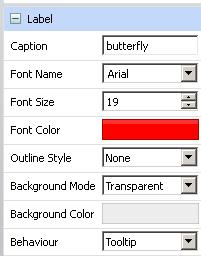 Label
Caption butterfly
Font Name Arial
Font Size 19
Font Color
Outline Style None
Background Mode Transparent
Background Color
Behaviour Tooltip